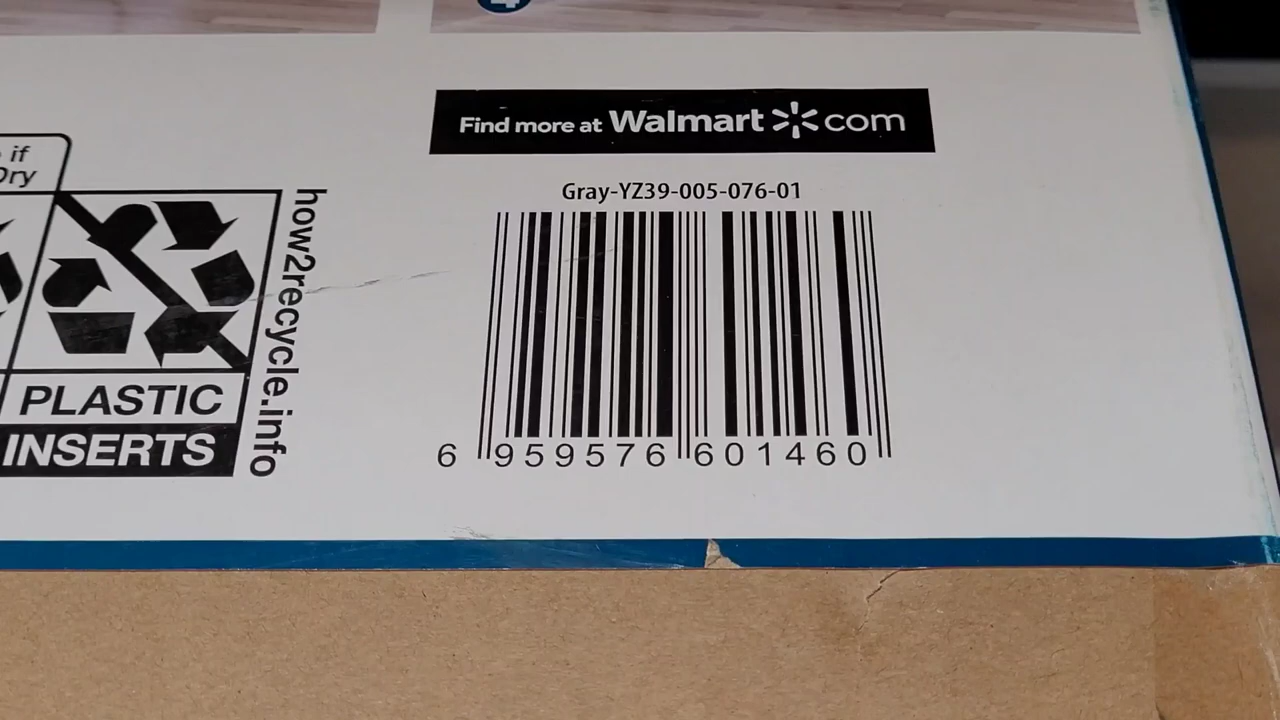 4
Find more at Walmart com
if
Dry
Gray-YZ39-005-076-01
how2recycle.info
PLASTIC
INSERTS
6 959576 601460